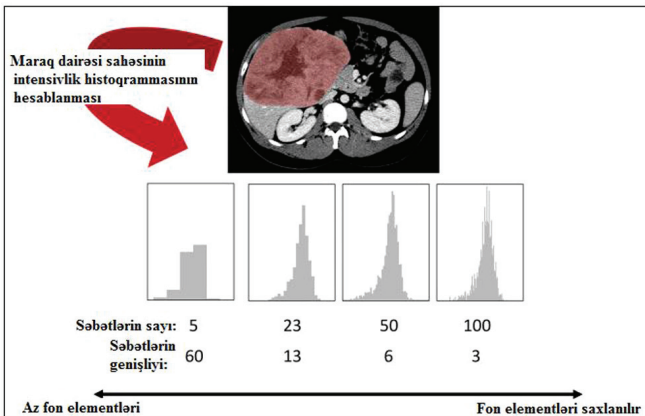 Maraq dairəsi sahəsinin
intensivlik histoqrammasının
hesablanması
Səbətlərin sayı: 5 23 50 100
Səbətlərin
genişliyi: 60 13 6 3
Az fon elementləri Fon elementləri saxlanılır